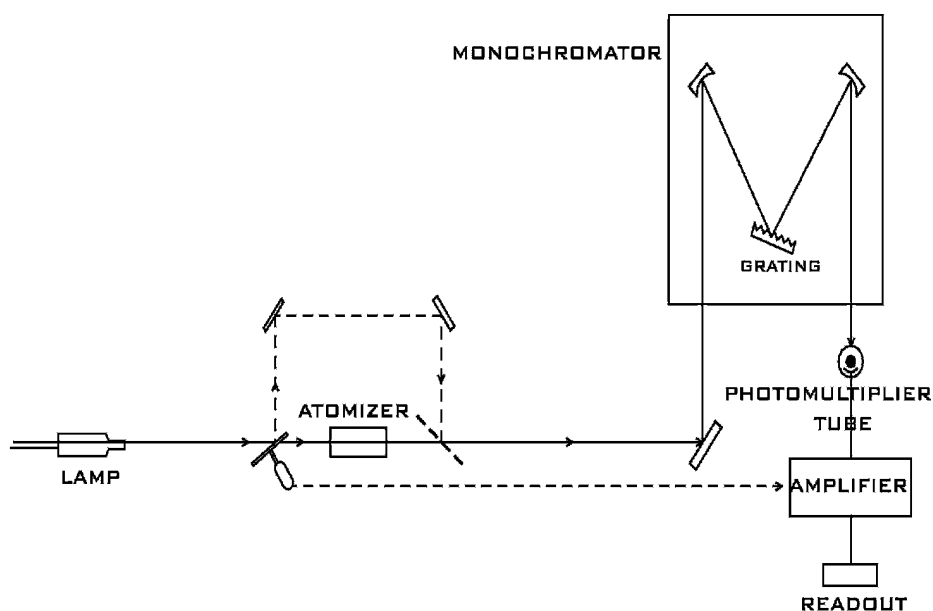 MONOCHROMATOR
GRATING
ATOMIZER
PHOTOMULTIPLIER
TUBE
LAMP
AMPLIFIER
READOUT